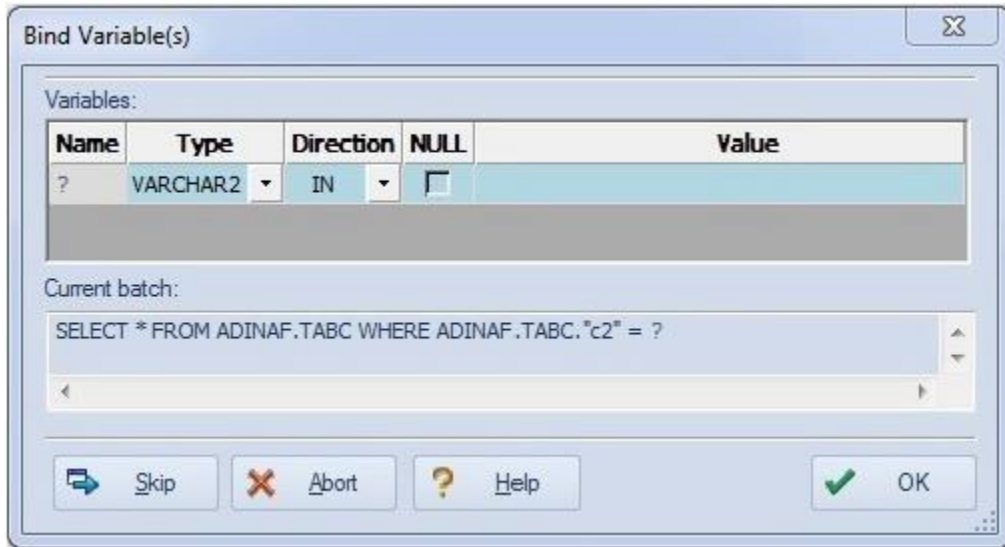 Bind Variable(s)
Variables:
Name Type Direction NULL Value
? VARCHAR2 IN
Current batch:
SELECT * FROM ADINAF.TABC WHERE ADINAF.TABC."c2" = ?
Skip Abort ? Help OK